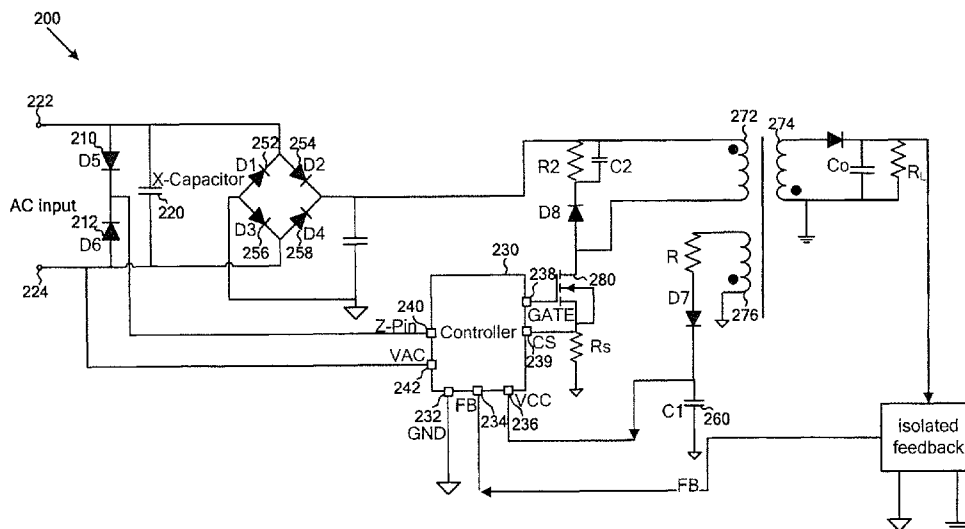 200
222
210
D5
252
254
D1
D2
X-Capacitor
220
AC input
212
D6
D3
D4
256
258
224
R2
C2
D8
272
274
Co
RL
230
238
280
GATE
Controller
Z-Pin
240
CS
239
Rs
VAC
242
232
FB
234
VCC
236
GND
R
D7
276
C1
260
isolated
feedback
FB